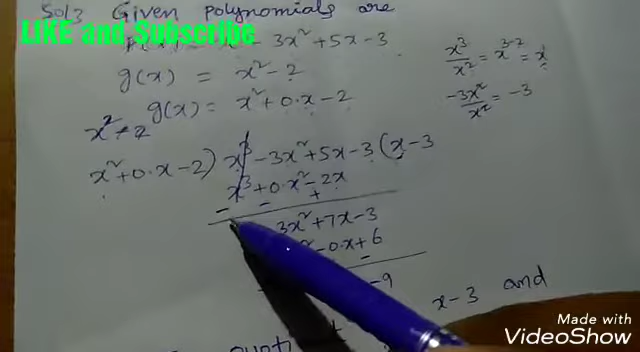 Sol3 Given polynomials are
LIKE and Subscribe
- 3x² + 5x - 3
g(x) = x² - 2
g(x) = x² + 0·x - 2
x³/x² = x³⁻² = x
-3x²/x² = -3
x² - 2
x² + 0·x - 2) x³ - 3x² + 5x - 3 (x - 3
x³ + 0·x² - 2x
- - +
3x² + 7x - 3
- 0·x + 6
-
- 9
x - 3 and
Made with
VideoShow